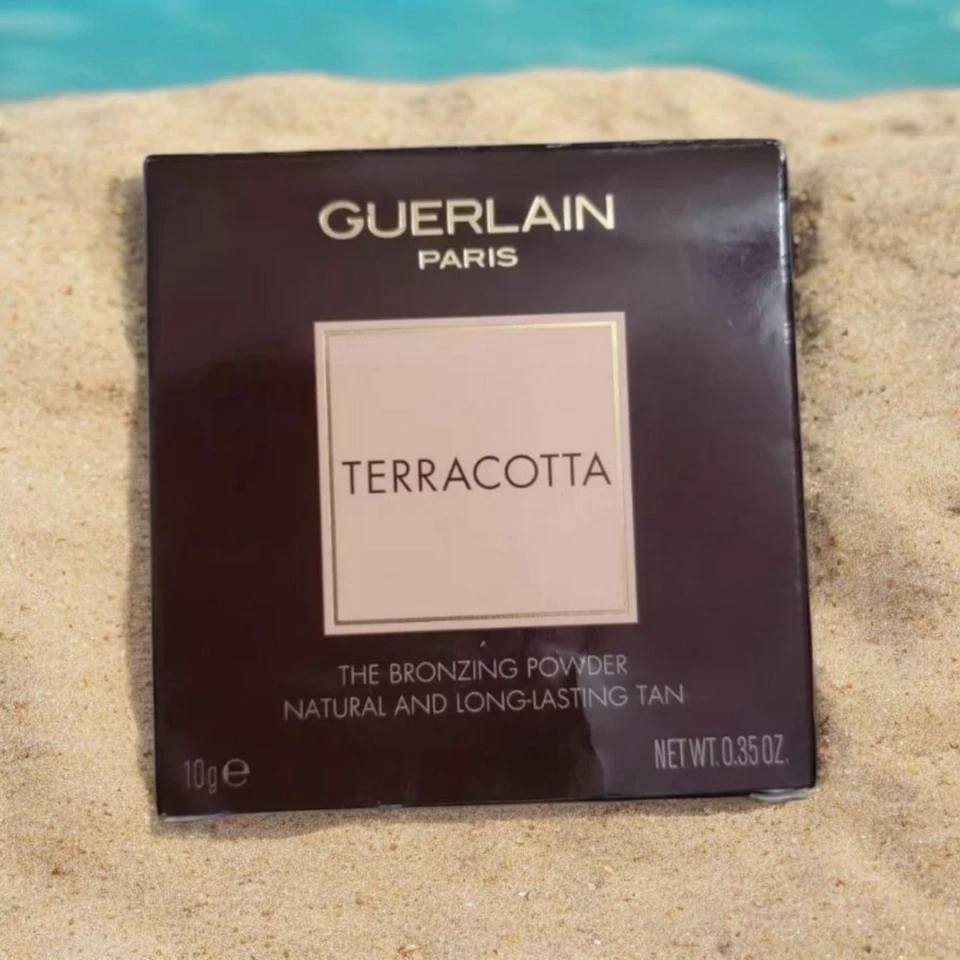 GUERLAIN
PARIS
TERRACOTTA
THE BRONZING POWDER
NATURAL AND LONG-LASTING TAN
10g ℮
NET WT. 0.35 OZ.